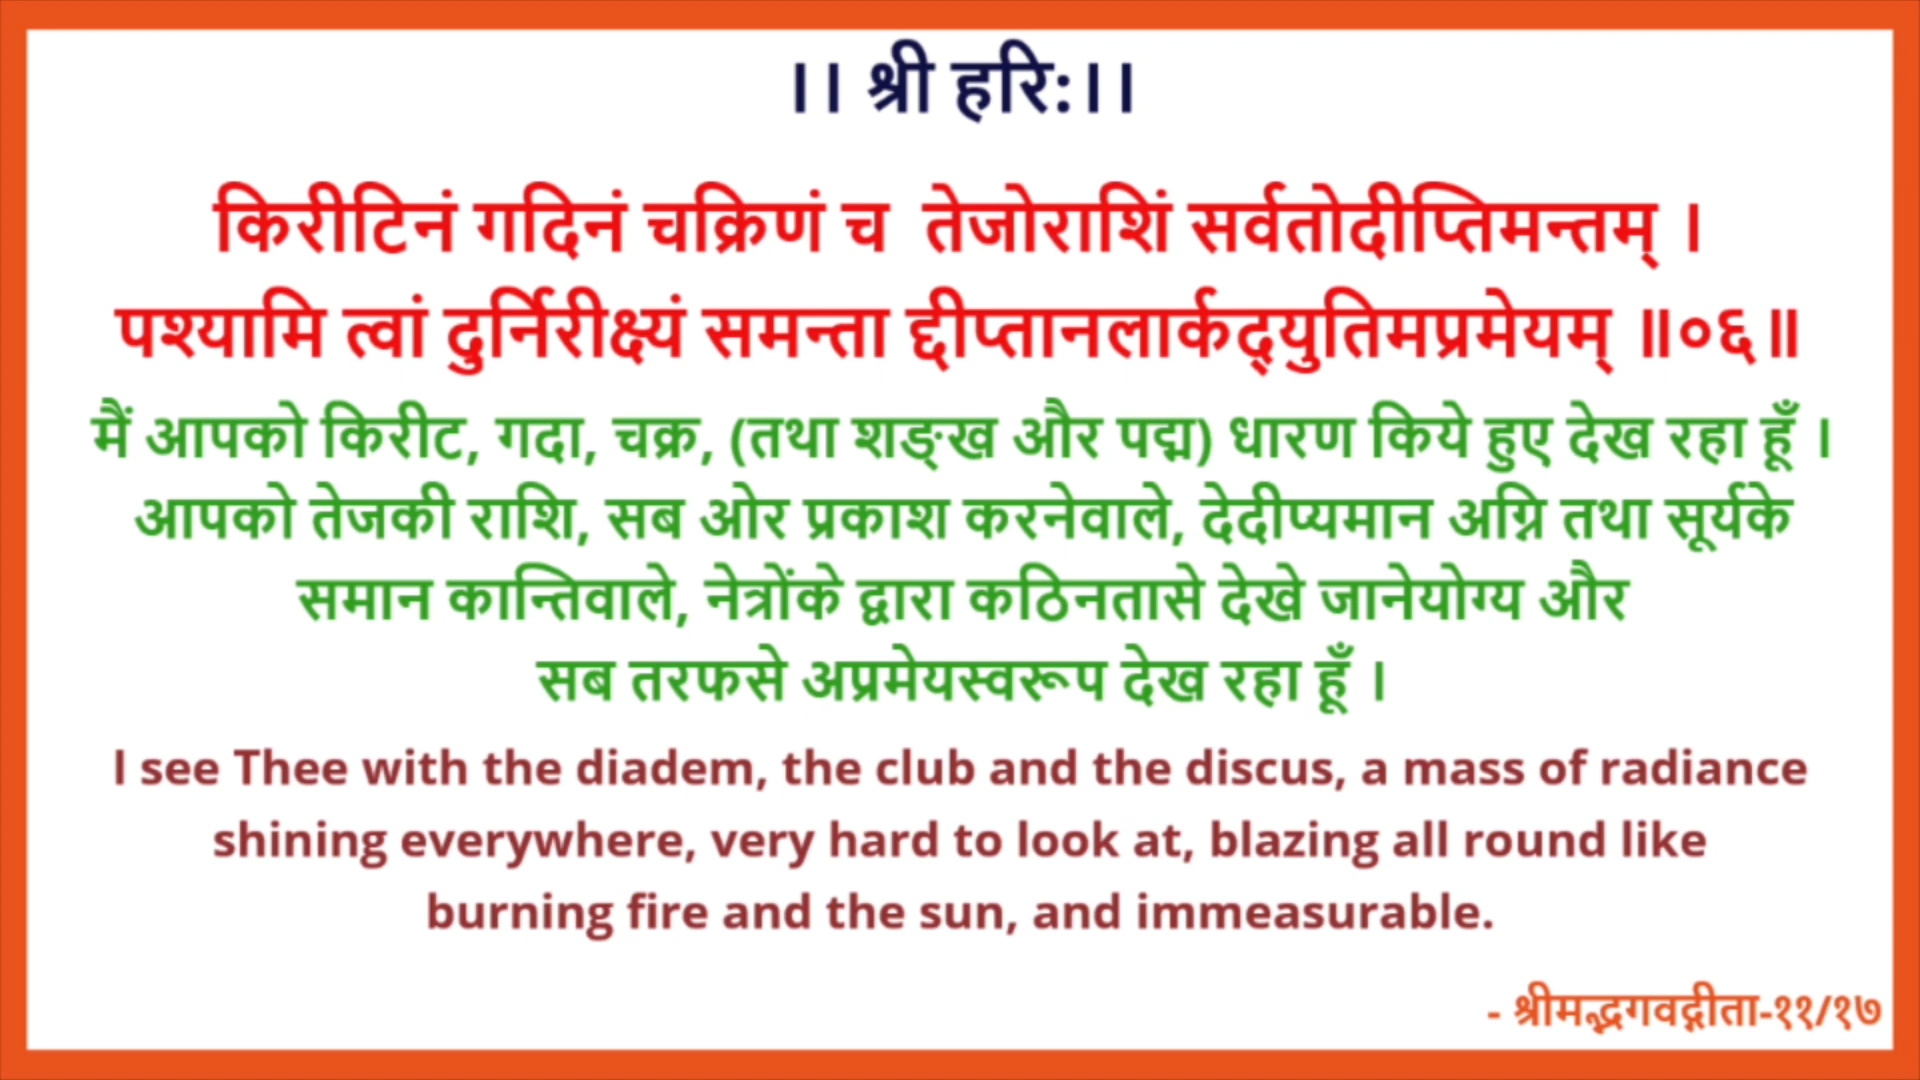 ।। श्री हरि:।।
किरीटिनं गदिनं चक्रिणं च तेजोराशिं सर्वतोदीप्तिमन्तम् ।
पश्यामि त्वां दुर्निरीक्ष्यं समन्ता द्दीप्तानलार्कद्युतिमप्रमेयम् ॥०६॥
मैं आपको किरीट, गदा, चक्र, (तथा शङ्ख और पद्म) धारण किये हुए देख रहा हूँ ।
आपको तेजकी राशि, सब ओर प्रकाश करनेवाले, देदीप्यमान अग्नि तथा सूर्यके
समान कान्तिवाले, नेत्रोंके द्वारा कठिनतासे देखे जानेयोग्य और
सब तरफसे अप्रमेयस्वरूप देख रहा हूँ ।
I see Thee with the diadem, the club and the discus, a mass of radiance
shining everywhere, very hard to look at, blazing all round like
burning fire and the sun, and immeasurable.
- श्रीमद्भगवद्गीता-११/१७